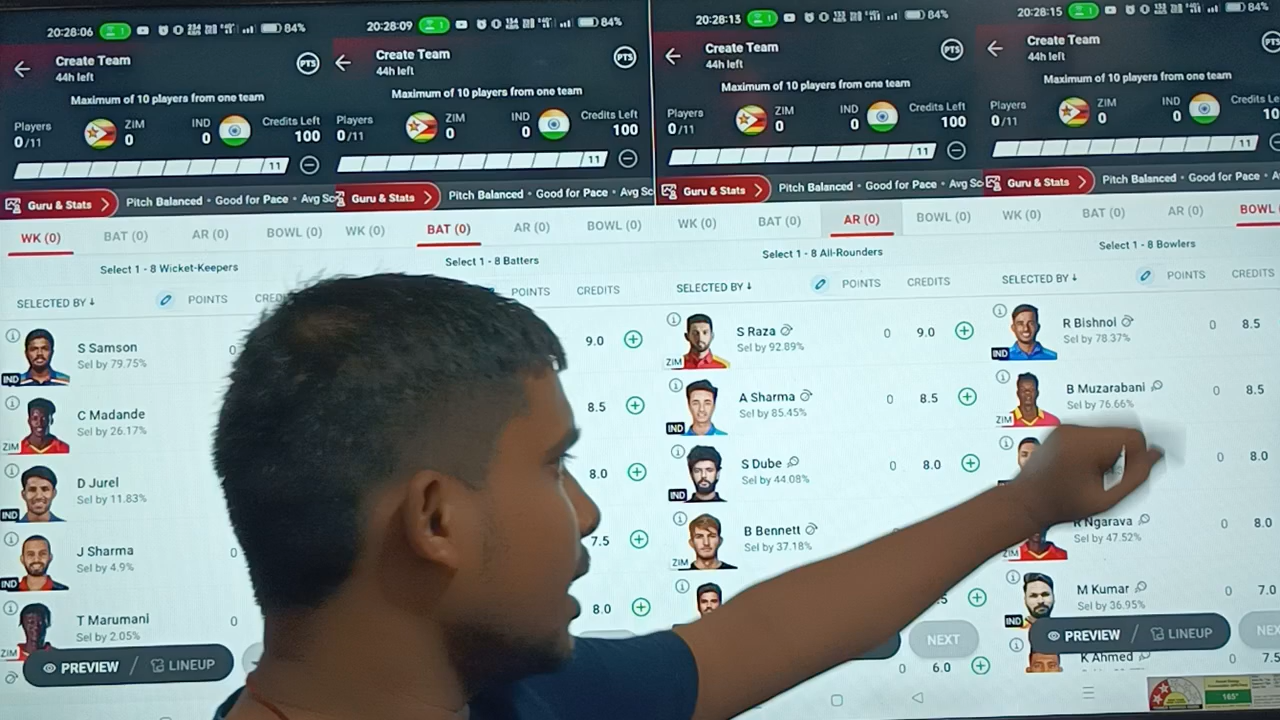 20:28:06
84%
Create Team
44h left
PTS
Maximum of 10 players from one team
Players
0/11
ZIM
0
IND
0
Credits Left
100
11
Guru & Stats
Pitch Balanced • Good for Pace • Avg Sc
WK (0)
BAT (0)
AR (0)
BOWL (0)
Select 1 - 8 Wicket-Keepers
SELECTED BY ↓
POINTS
S Samson
Sel by 79.75%
IND
0
C Madande
Sel by 26.17%
ZIM
D Jurel
Sel by 11.83%
IND
J Sharma
Sel by 4.9%
IND
0
T Marumani
Sel by 2.05%
ZIM
0
PREVIEW / LINEUP
20:28:09
84%
Create Team
44h left
PTS
Maximum of 10 players from one team
Players
0/11
ZIM
0
IND
0
Credits Left
100
11
Guru & Stats
Pitch Balanced • Good for Pace • Avg Sc
WK (0)
BAT (0)
AR (0)
BOWL (0)
Select 1 - 8 Batters
POINTS
CREDITS
9.0
8.5
8.0
7.5
8.0
20:28:13
84%
Create Team
44h left
PTS
Maximum of 10 players from one team
Players
0/11
ZIM
0
IND
0
Credits Left
100
11
Guru & Stats
Pitch Balanced • Good for Pace • Avg Sc
WK (0)
BAT (0)
AR (0)
BOWL (0)
Select 1 - 8 All-Rounders
SELECTED BY ↓
POINTS
CREDITS
S Raza
Sel by 92.89%
ZIM
0
9.0
A Sharma
Sel by 85.45%
IND
0
8.5
S Dube
Sel by 44.08%
IND
0
8.0
B Bennett
Sel by 37.18%
ZIM
NEXT
0
6.0
20:28:15
84%
Create Team
44h left
Maximum of 10 players from one team
Players
0/11
ZIM
0
IND
0
11
Guru & Stats
Pitch Balanced • Good for Pace •
WK (0)
BAT (0)
AR (0)
BOWL
Select 1 - 8 Bowlers
SELECTED BY ↓
POINTS
CREDITS
R Bishnoi
Sel by 78.37%
IND
0
8.5
B Muzarabani
Sel by 76.66%
ZIM
0
8.5
0
8.0
R Ngarava
Sel by 47.52%
ZIM
0
8.0
M Kumar
Sel by 36.95%
IND
0
7.0
PREVIEW / LINEUP
K Ahmed
0
7.5
165*